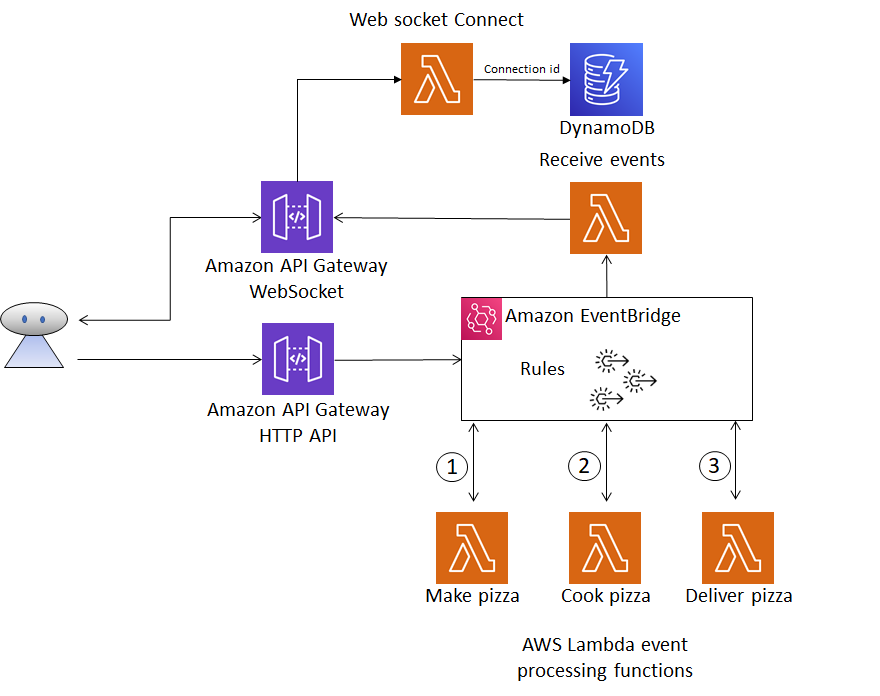 Web socket Connect
Connection id
DynamoDB
Receive events
Amazon API Gateway
WebSocket
Amazon EventBridge
Rules
Amazon API Gateway
HTTP API
1
2
3
Make pizza
Cook pizza
Deliver pizza
AWS Lambda event
processing functions